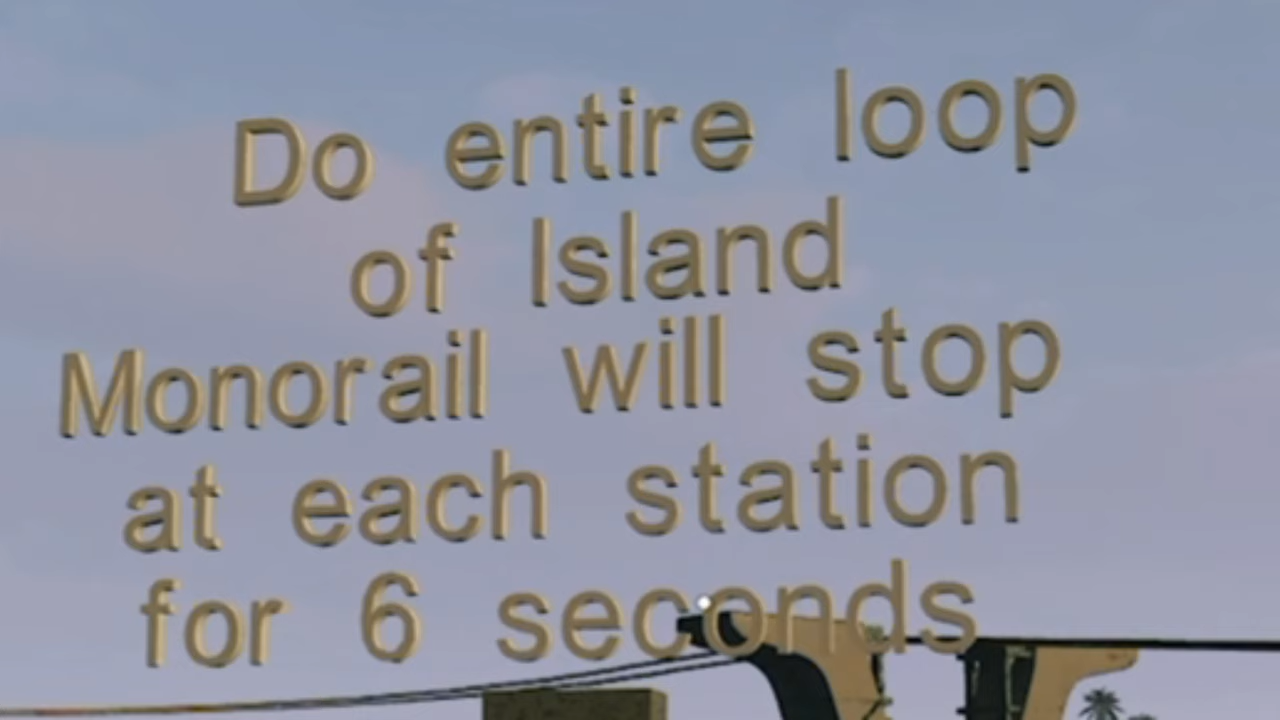 Do entire loop
of Island
Monorail will stop
at each station
for 6 seconds